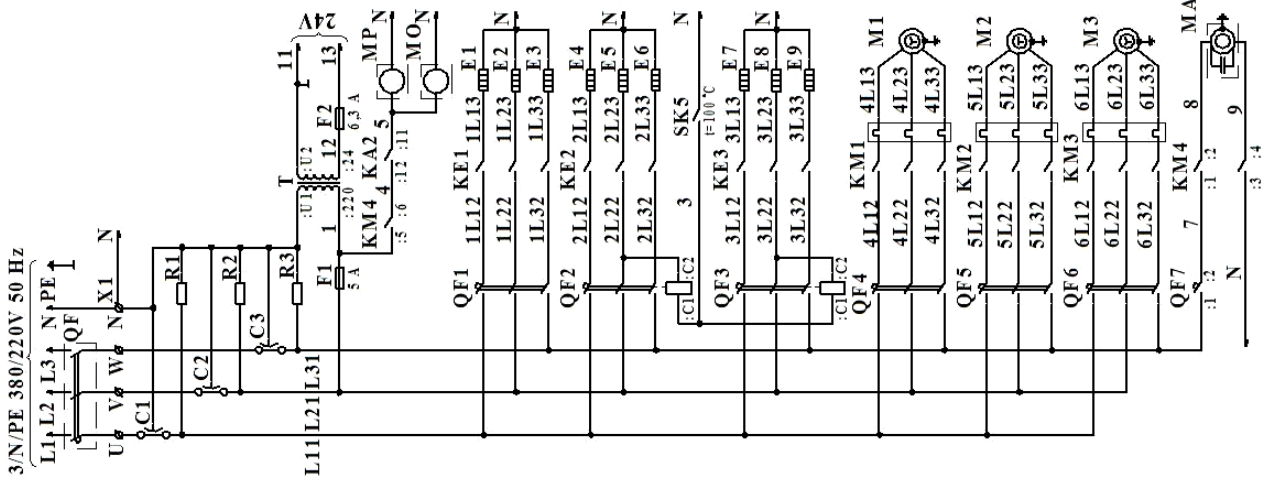 3/N/PE 380/220V 50 Hz
L1 L2 L3 N PE
QF
U V W N X1 N
C1
C2
C3
R1
R2
R3
L11 L21 L31
T
:U1 :U2
:220 :24
11
24V
1
12
13
F1
5 A
F2
6,3 A
KM4
:5 :6
4
KA2
:12 :11
5
MP N
MO N
QF1
1L12 KE1 1L13 E1
1L22 1L23 E2 N
1L32 1L33 E3
QF2
2L12 KE2 2L13 E4
2L22 2L23 E5 N
2L32 2L33 E6
:C1 :C2
3
SK5
t=100 °C
N
QF3
3L12 KE3 3L13 E7
3L22 3L23 E8 N
3L32 3L33 E9
:C1 :C2
QF4
4L12 KM1 4L13 M1
4L22 4L23
4L32 4L33
QF5
5L12 KM2 5L13 M2
5L22 5L23
5L32 5L33
QF6
6L12 KM3 6L13 M3
6L22 6L23
6L32 6L33
QF7
:1 :2
7
KM4
:1 :2
8
MA
N
:3 :4
9